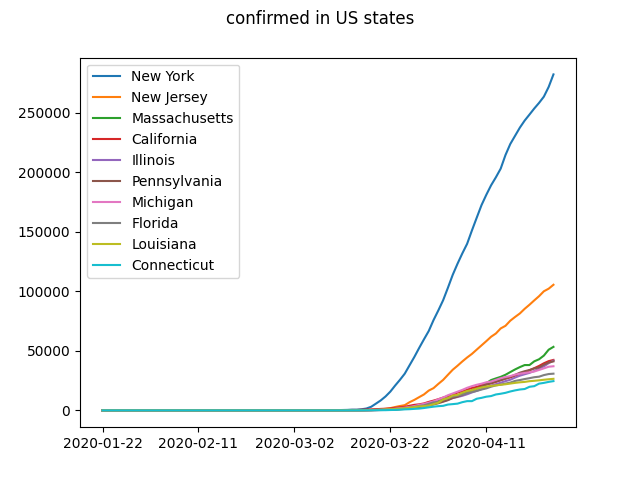 confirmed in US states
New York
New Jersey
Massachusetts
California
Illinois
Pennsylvania
Michigan
Florida
Louisiana
Connecticut
250000
200000
150000
100000
50000
0
2020-01-22 2020-02-11 2020-03-02 2020-03-22 2020-04-11